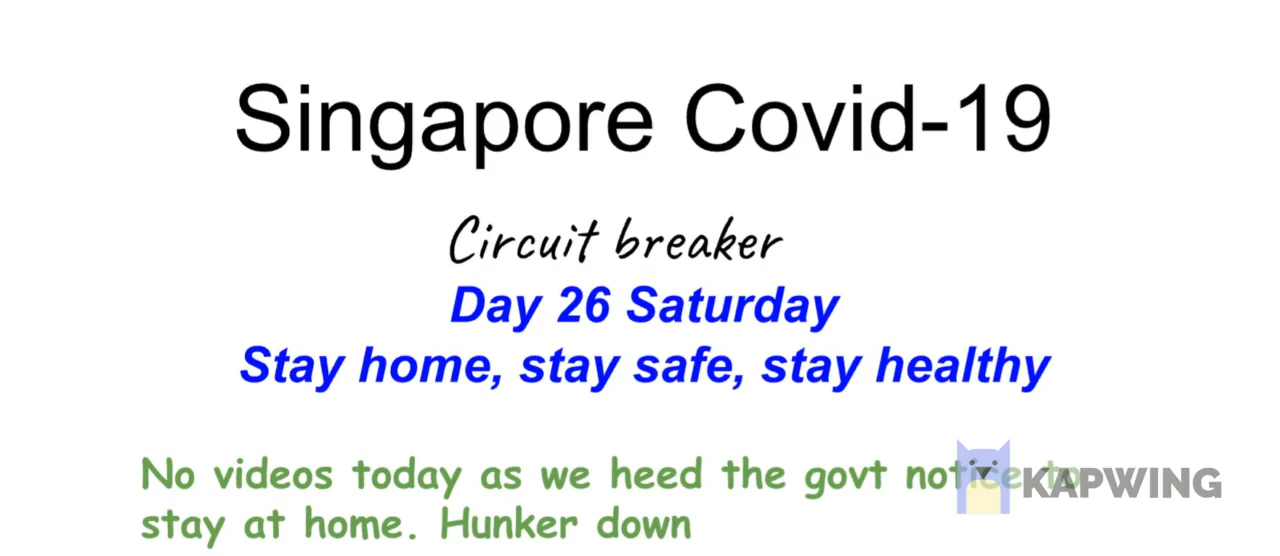 Singapore Covid-19
Circuit breaker
Day 26 Saturday
Stay home, stay safe, stay healthy
No videos today as we heed the govt notice to
stay at home. Hunker down
KAPWING